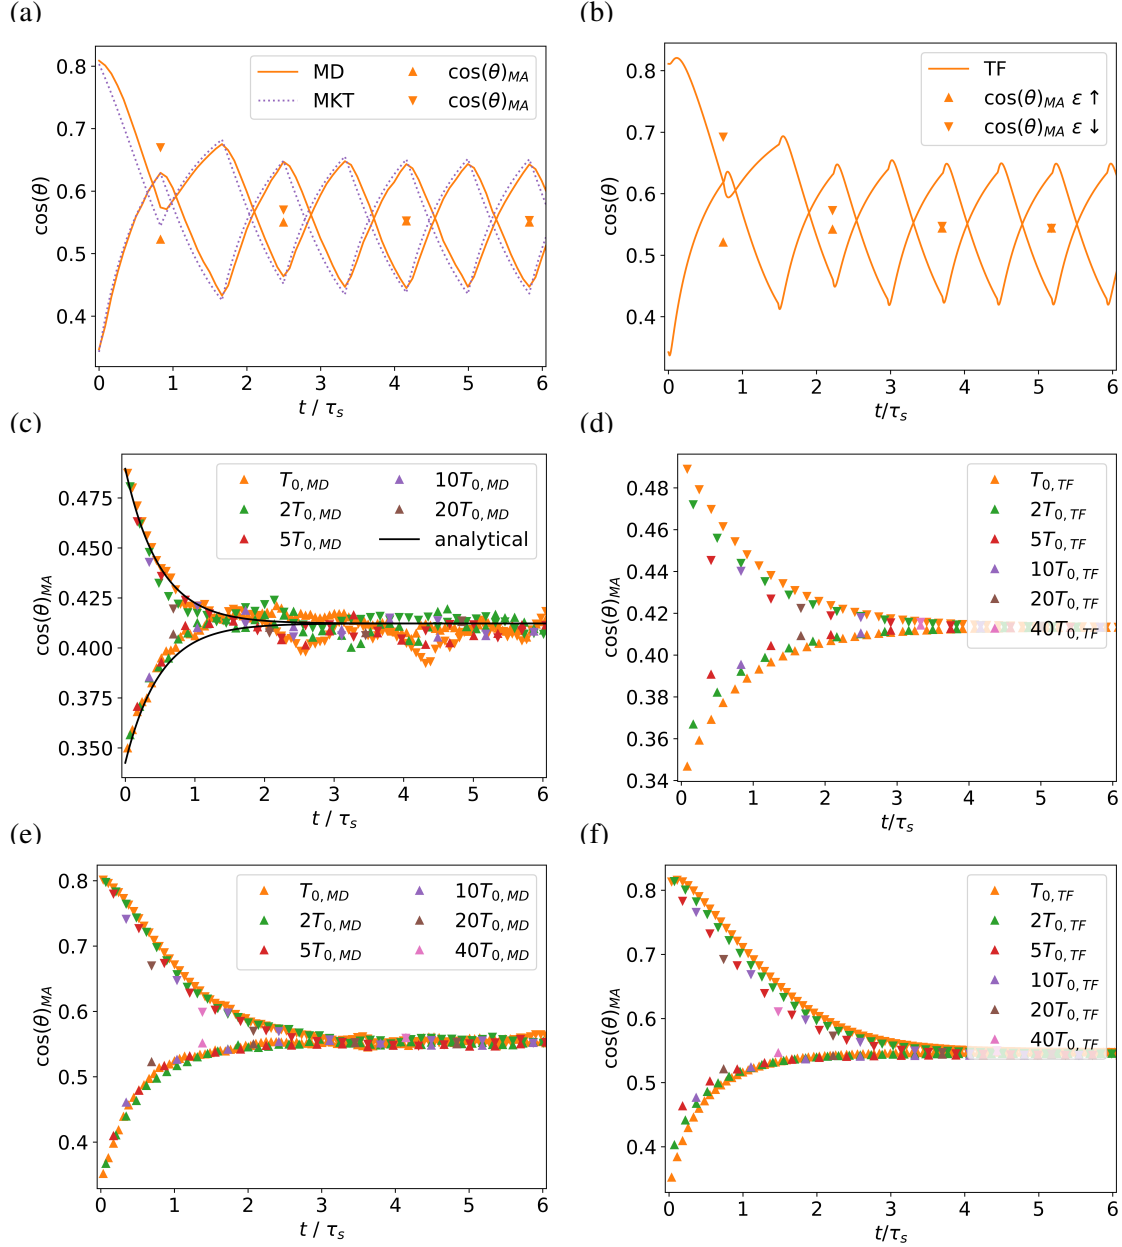 (a)
0.8
0.7
0.6
0.5
0.4
cos(θ)
MD
MKT
cos(θ)MA
cos(θ)MA
0 1 2 3 4 5 6
t / τs
(b)
0.8
0.7
0.6
0.5
0.4
cos(θ)
TF
cos(θ)MA ε ↑
cos(θ)MA ε ↓
0 1 2 3 4 5 6
t/τs
(c)
0.475
0.450
0.425
0.400
0.375
0.350
cos(θ)MA
T0,MD
2T0,MD
5T0,MD
10T0,MD
20T0,MD
analytical
0 1 2 3 4 5 6
t / τs
(d)
0.48
0.46
0.44
0.42
0.40
0.38
0.36
0.34
cos(θ)MA
T0,TF
2T0,TF
5T0,TF
10T0,TF
20T0,TF
40T0,TF
0 1 2 3 4 5 6
t/τs
(e)
0.8
0.7
0.6
0.5
0.4
cos(θ)MA
T0,MD
2T0,MD
5T0,MD
10T0,MD
20T0,MD
40T0,MD
0 1 2 3 4 5 6
t / τs
(f)
0.8
0.7
0.6
0.5
0.4
cos(θ)MA
T0,TF
2T0,TF
5T0,TF
10T0,TF
20T0,TF
40T0,TF
0 1 2 3 4 5 6
t/τs